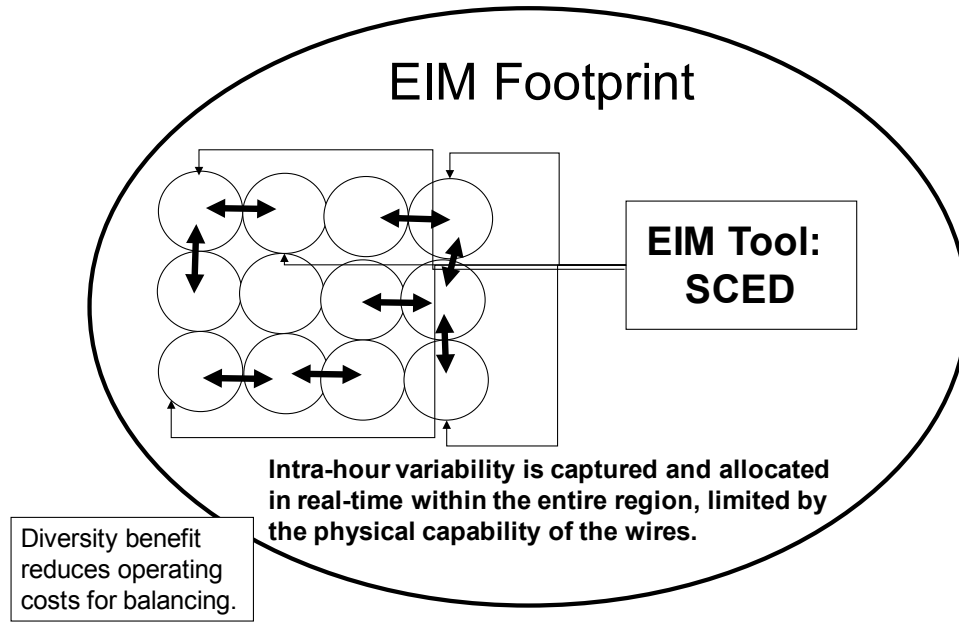 EIM Footprint
EIM Tool:
SCED
Intra-hour variability is captured and allocated
in real-time within the entire region, limited by
the physical capability of the wires.
Diversity benefit
reduces operating
costs for balancing.